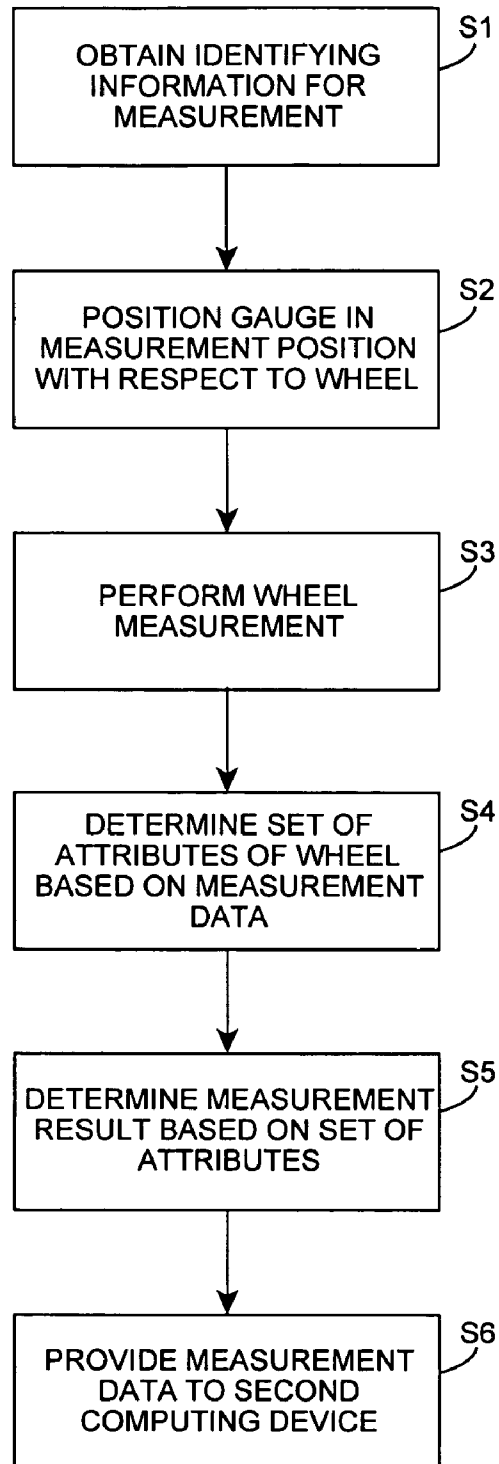 S1
OBTAIN IDENTIFYING
INFORMATION FOR
MEASUREMENT
S2
POSITION GAUGE IN
MEASUREMENT POSITION
WITH RESPECT TO WHEEL
S3
PERFORM WHEEL
MEASUREMENT
S4
DETERMINE SET OF
ATTRIBUTES OF WHEEL
BASED ON MEASUREMENT
DATA
S5
DETERMINE MEASUREMENT
RESULT BASED ON SET OF
ATTRIBUTES
S6
PROVIDE MEASUREMENT
DATA TO SECOND
COMPUTING DEVICE